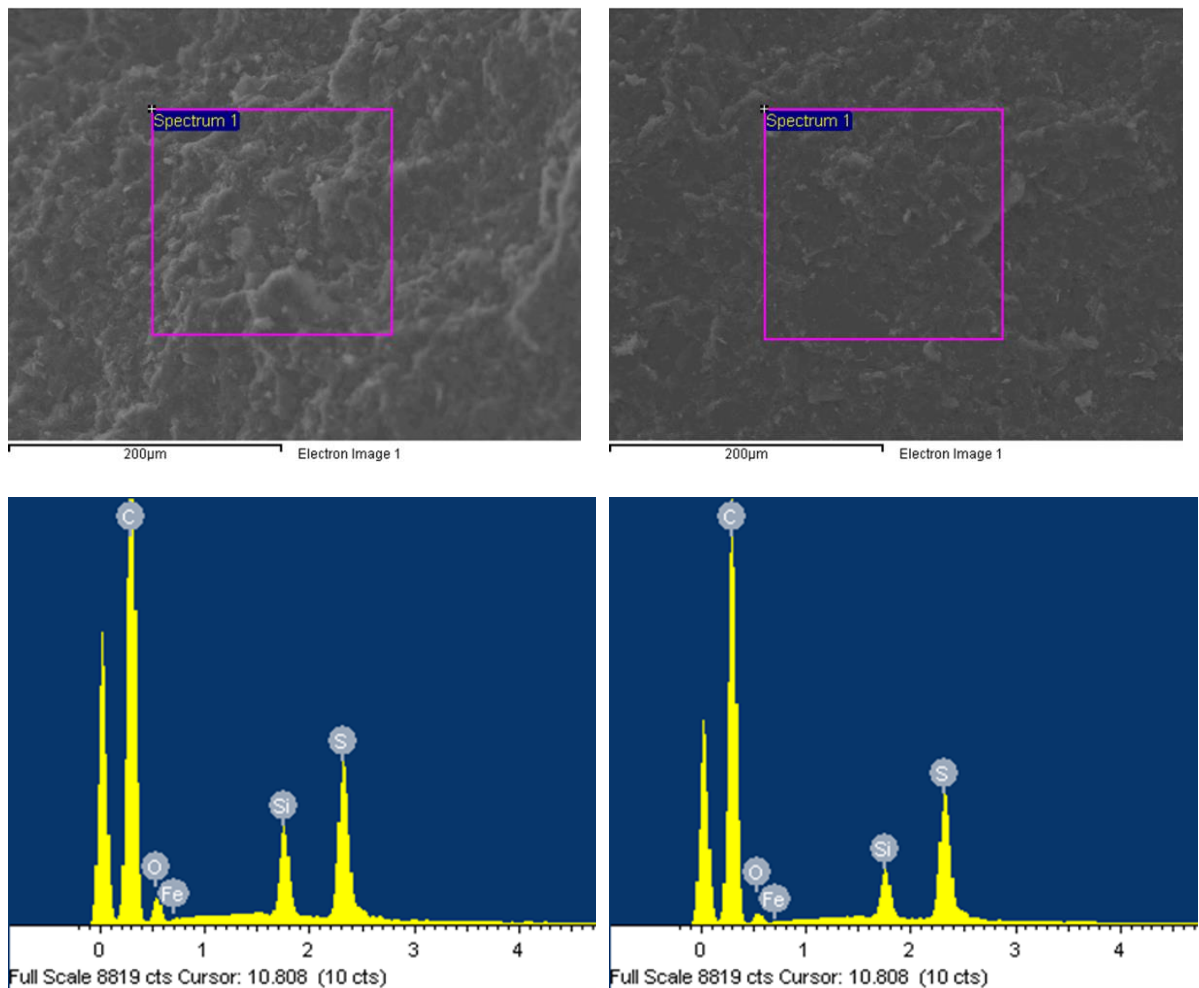 Spectrum 1
Spectrum 1
200µm
Electron Image 1
200µm
Electron Image 1
C
S
Si
O
Fe
0 1 2 3 4
Full Scale 8819 cts Cursor: 10.808 (10 cts)
C
S
Si
O
Fe
0 1 2 3 4
Full Scale 8819 cts Cursor: 10.808 (10 cts)